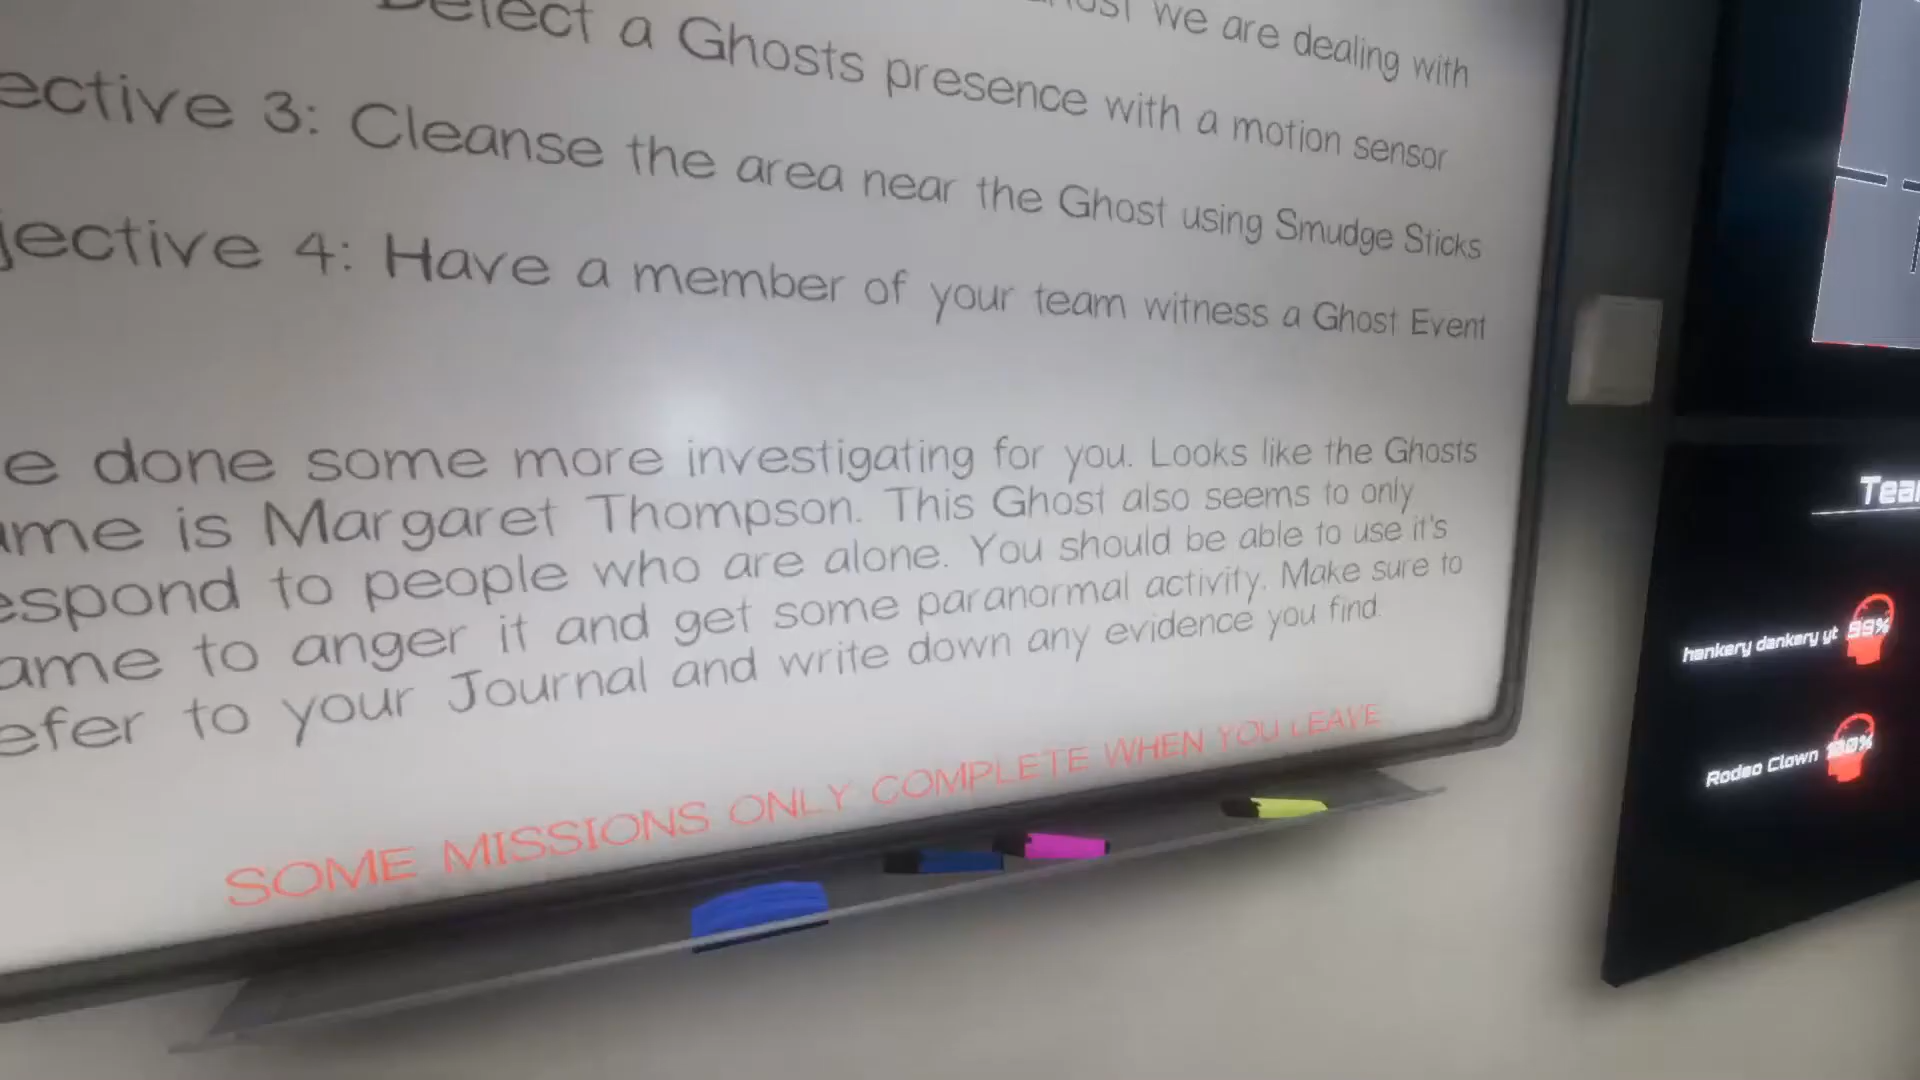 we are dealing with
a Ghosts presence with a motion sensor
ective 3: Cleanse the area near the Ghost using Smudge Sticks
jective 4: Have a member of your team witness a Ghost Event
e done some more investigating for you. Looks like the Ghosts
ame is Margaret Thompson. This Ghost also seems to only
espond to people who are alone. You should be able to use it's
ame to anger it and get some paranormal activity. Make sure to
efer to your Journal and write down any evidence you find.
SOME MISSIONS ONLY COMPLETE WHEN YOU LEAVE
Tea
hankery dankery yt 99%
Rodeo Clown 100%